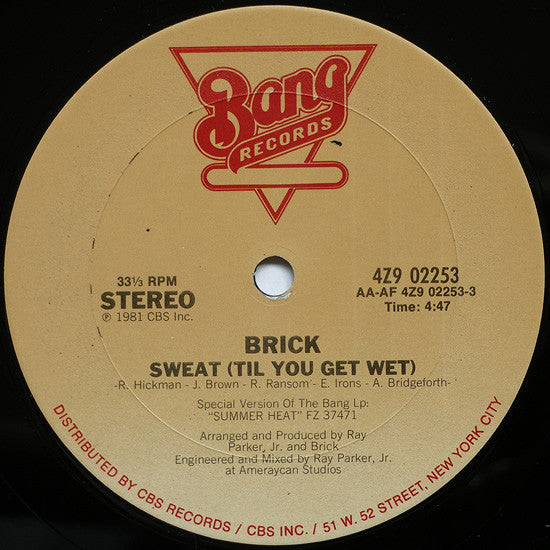 Bang
RECORDS
33⅓ RPM
STEREO
℗ 1981 CBS Inc.
4Z9 02253
AA-AF 4Z9 02253-3
Time: 4:47
BRICK
SWEAT (TIL YOU GET WET)
-R. Hickman - J. Brown - R. Ransom - E. Irons - A. Bridgeforth-
Special Version Of The Bang Lp:
"SUMMER HEAT" FZ 37471
Arranged and Produced by Ray
Parker, Jr. and Brick
Engineered and Mixed by Ray Parker, Jr.
at Ameraycan Studios
DISTRIBUTED BY CBS RECORDS / CBS INC. / 51 W. 52 STREET, NEW YORK CITY